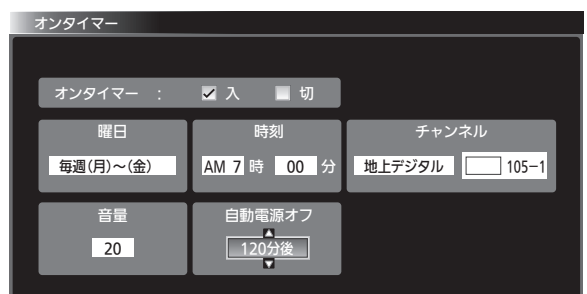 オンタイマー
オンタイマー : 入 切
曜日 時刻 チャンネル
毎週(月)～(金) AM 7 時 00 分 地上デジタル 105-1
音量 自動電源オフ
20 120分後